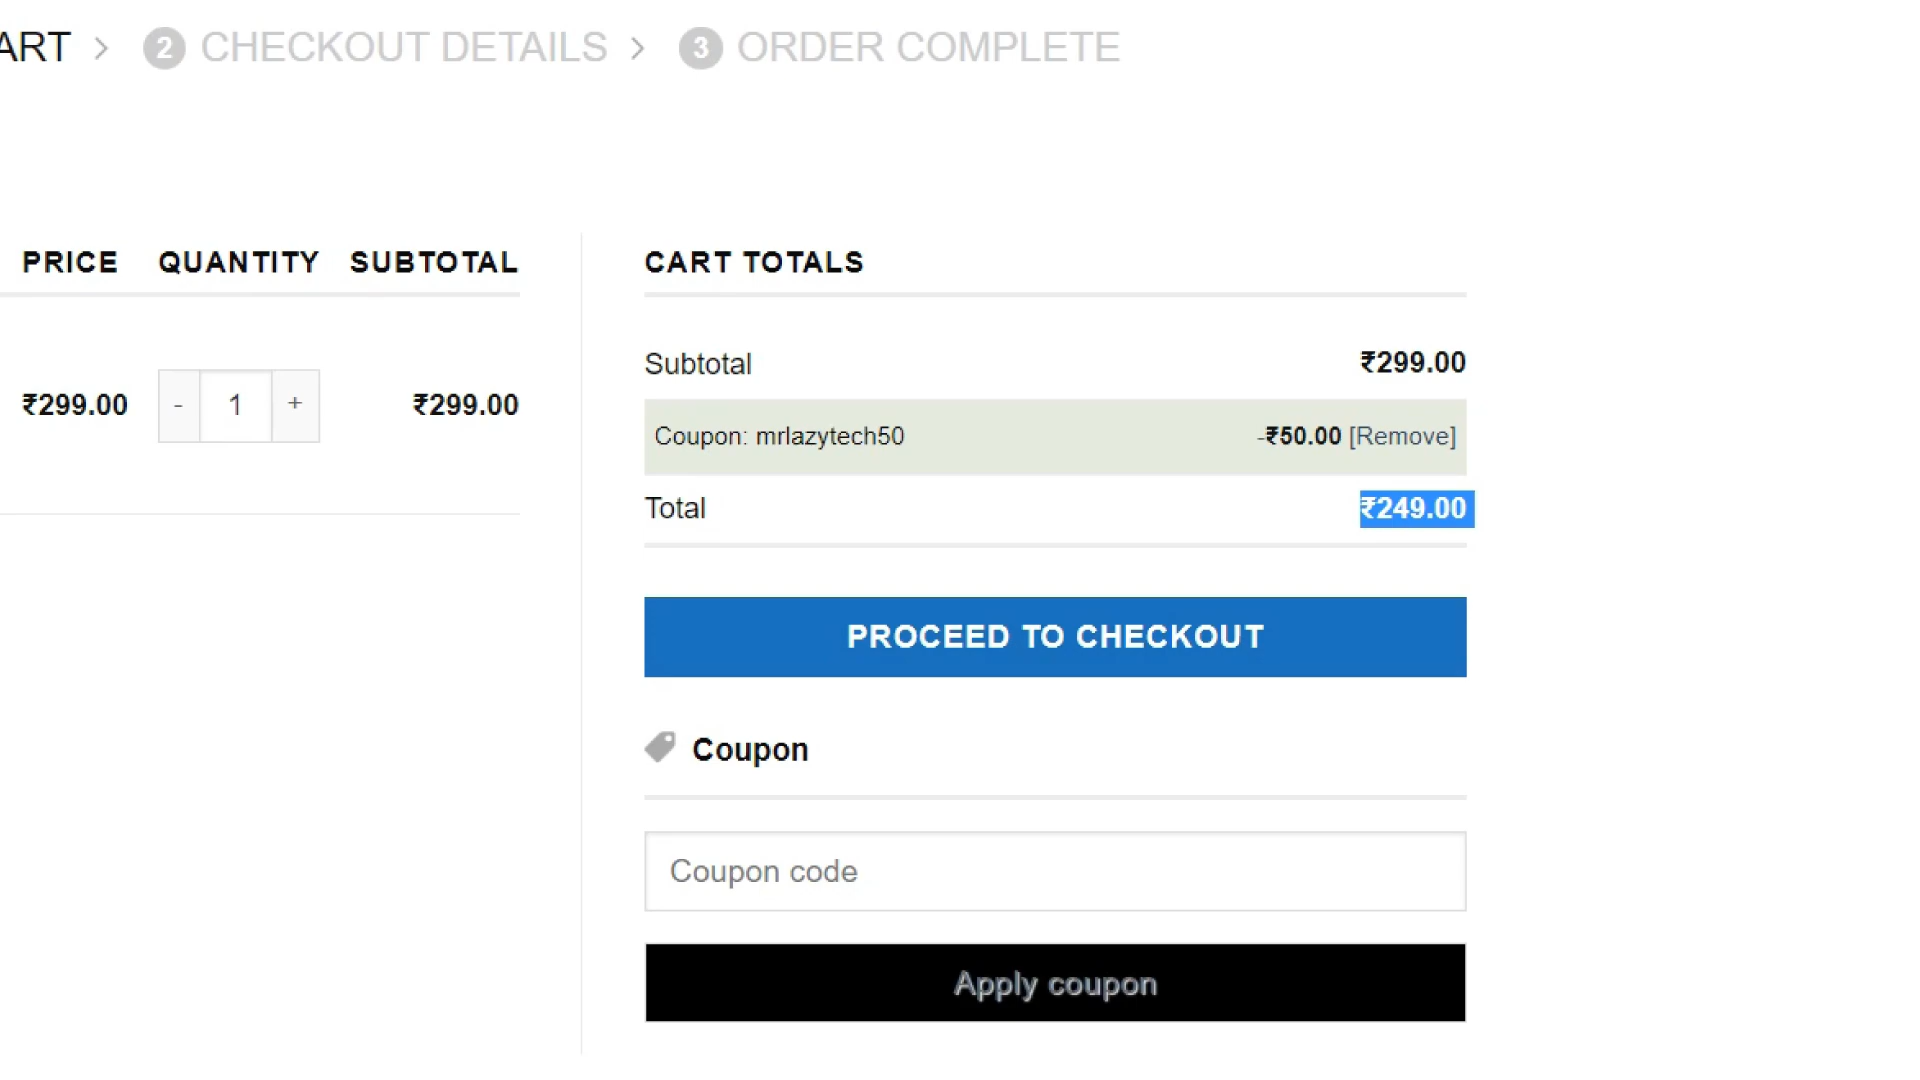 ART > 2 CHECKOUT DETAILS > 3 ORDER COMPLETE
PRICE QUANTITY SUBTOTAL
₹299.00 - 1 + ₹299.00
CART TOTALS
Subtotal ₹299.00
Coupon: mrlazytech50 -₹50.00 [Remove]
Total ₹249.00
PROCEED TO CHECKOUT
Coupon
Coupon code
Apply coupon